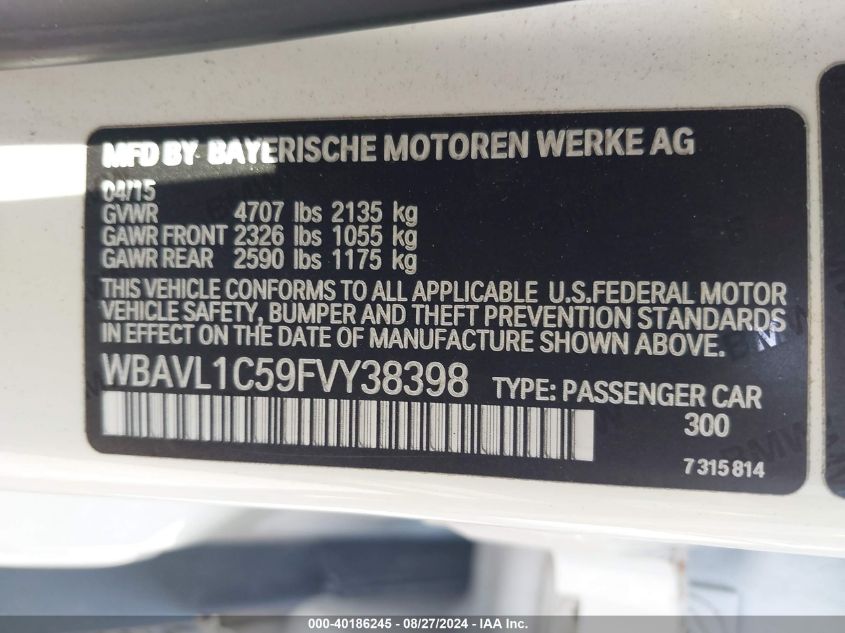 MFD BY BAYERISCHE MOTOREN WERKE AG
04/15
GVWR 4707 lbs 2135 kg
GAWR FRONT 2326 lbs 1055 kg
GAWR REAR 2590 lbs 1175 kg
THIS VEHICLE CONFORMS TO ALL APPLICABLE U.S.FEDERAL MOTOR
VEHICLE SAFETY, BUMPER AND THEFT PREVENTION STANDARDS
IN EFFECT ON THE DATE OF MANUFACTURE SHOWN ABOVE.
WBAVL1C59FVY38398 TYPE: PASSENGER CAR
300
7315814
000-40186245 - 08/27/2024 - IAA Inc.